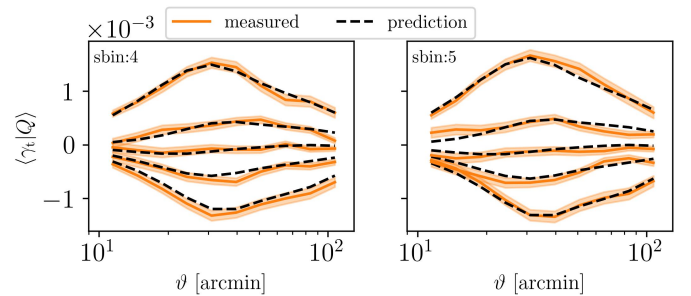 ×10⁻³
measured
prediction
sbin:4
sbin:5
⟨γₜ|Q⟩
1
0
−1
10¹
10²
10¹
10²
ϑ [arcmin]
ϑ [arcmin]